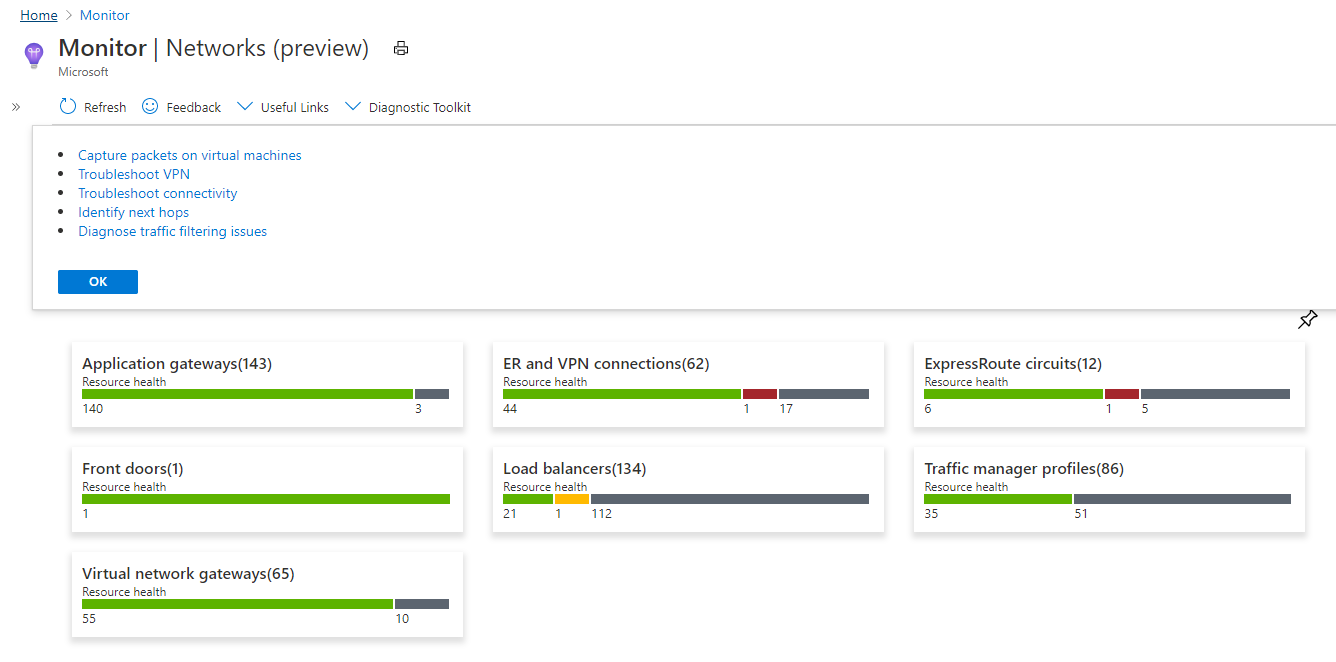 Home > Monitor
Monitor | Networks (preview)
Microsoft
» Refresh Feedback Useful Links Diagnostic Toolkit
• Capture packets on virtual machines
• Troubleshoot VPN
• Troubleshoot connectivity
• Identify next hops
• Diagnose traffic filtering issues
OK
Application gateways(143)
Resource health
140 3
ER and VPN connections(62)
Resource health
44 1 17
ExpressRoute circuits(12)
Resource health
6 1 5
Front doors(1)
Resource health
1
Load balancers(134)
Resource health
21 1 112
Traffic manager profiles(86)
Resource health
35 51
Virtual network gateways(65)
Resource health
55 10